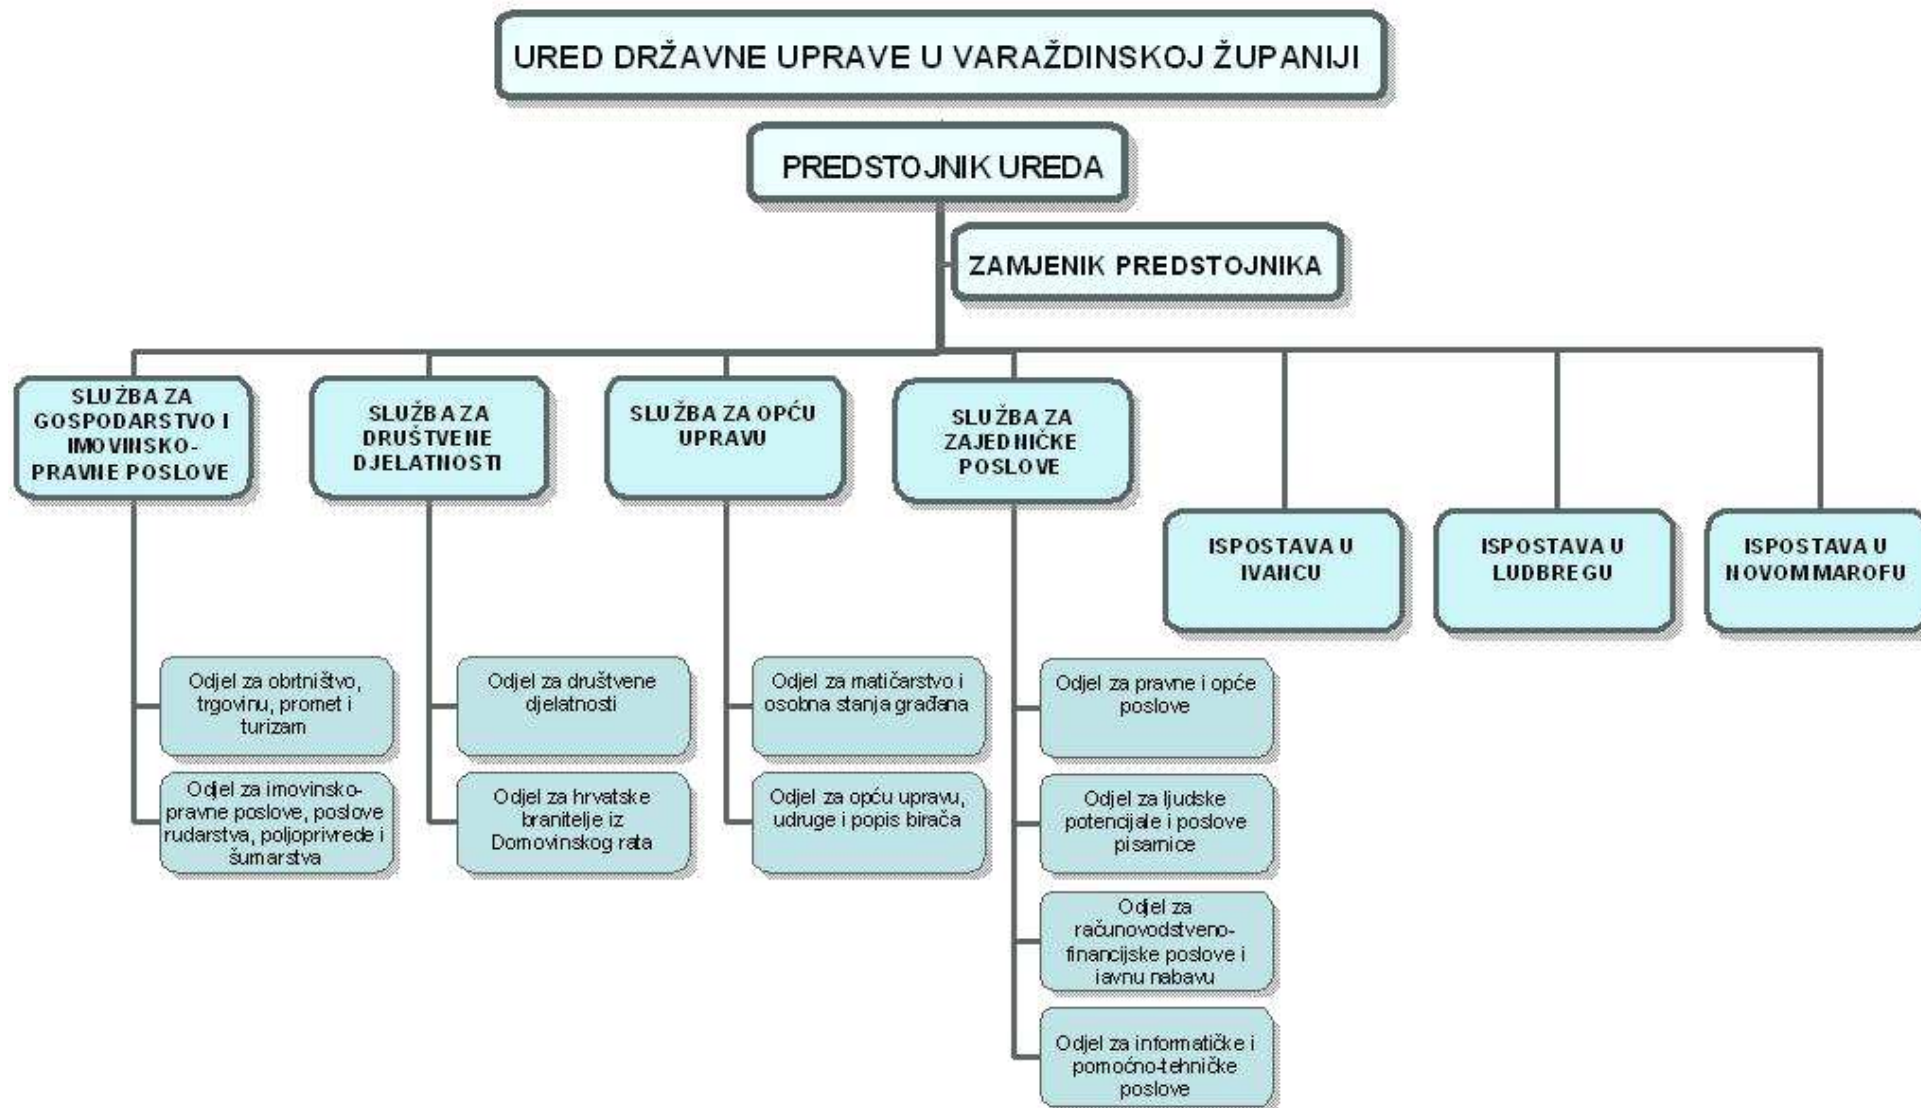 URED DRŽAVNE UPRAVE U VARAŽDINSKOJ ŽUPANIJI
PREDSTOJNIK UREDA
ZAMJENIK PREDSTOJNIKA
SLUŽBA ZA
GOSPODARSTVO I
IMOVINSKO-
PRAVNE POSLOVE
SLUŽBA ZA
DRUŠTVENE
DJELATNOSTI
SLUŽBA ZA OPĆU
UPRAVU
SLUŽBA ZA
ZAJEDNIČKE
POSLOVE
ISPOSTAVA U
IVANCU
ISPOSTAVA U
LUDBREGU
ISPOSTAVA U
NOVOM MAROFU
Odjel za obrtništvo,
trgovinu, promet i
turizam
Odjel za imovinsko-
pravne poslove, poslove
rudarstva, poljoprivrede i
šumarstva
Odjel za društvene
djelatnosti
Odjel za hrvatske
branitelje iz
Domovinskog rata
Odjel za matičarstvo i
osobna stanja građana
Odjel za opću upravu,
udruge i popis birača
Odjel za pravne i opće
poslove
Odjel za ljudske
potencijale i poslove
pisarnice
Odjel za
računovodstveno-
financijske poslove i
javnu nabavu
Odjel za informatičke i
pomoćno-tehničke
poslove